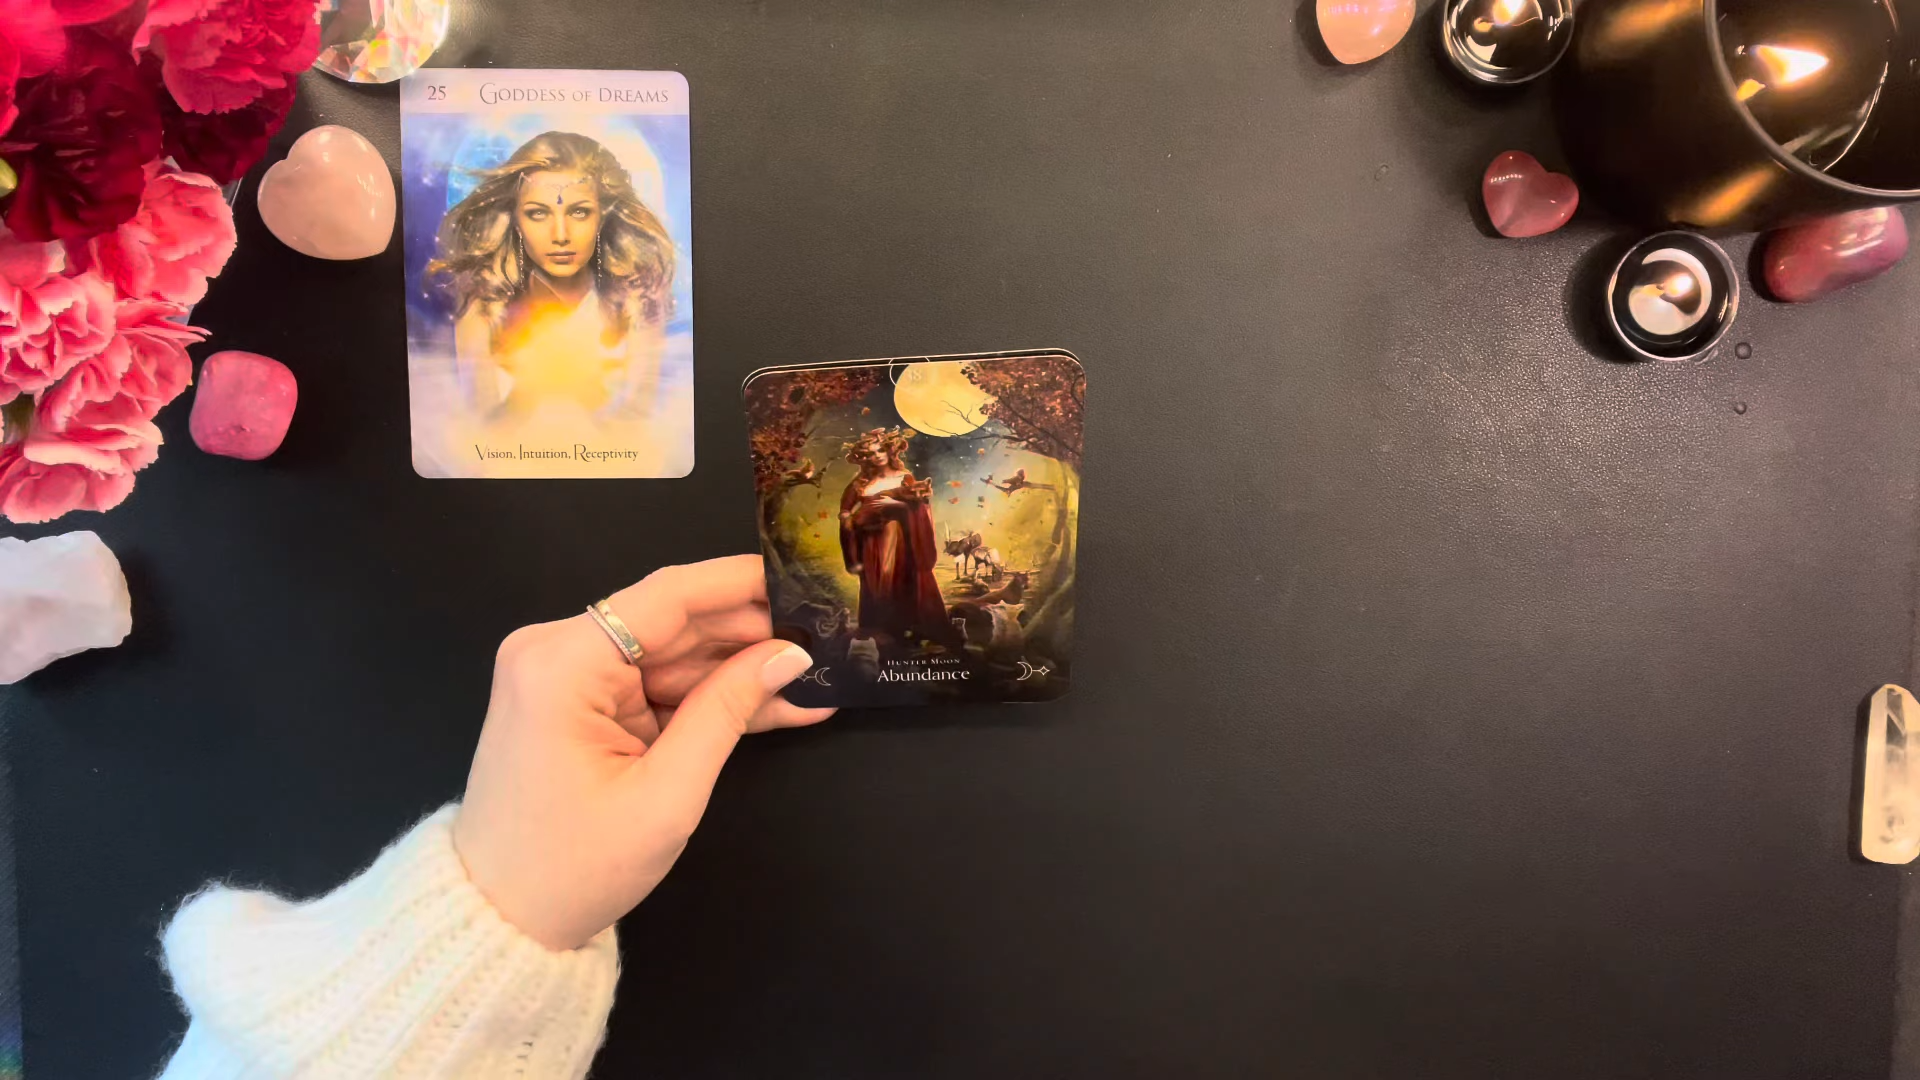 25 GODDESS OF DREAMS
Vision, Intuition, Receptivity
HUNTER MOON
Abundance